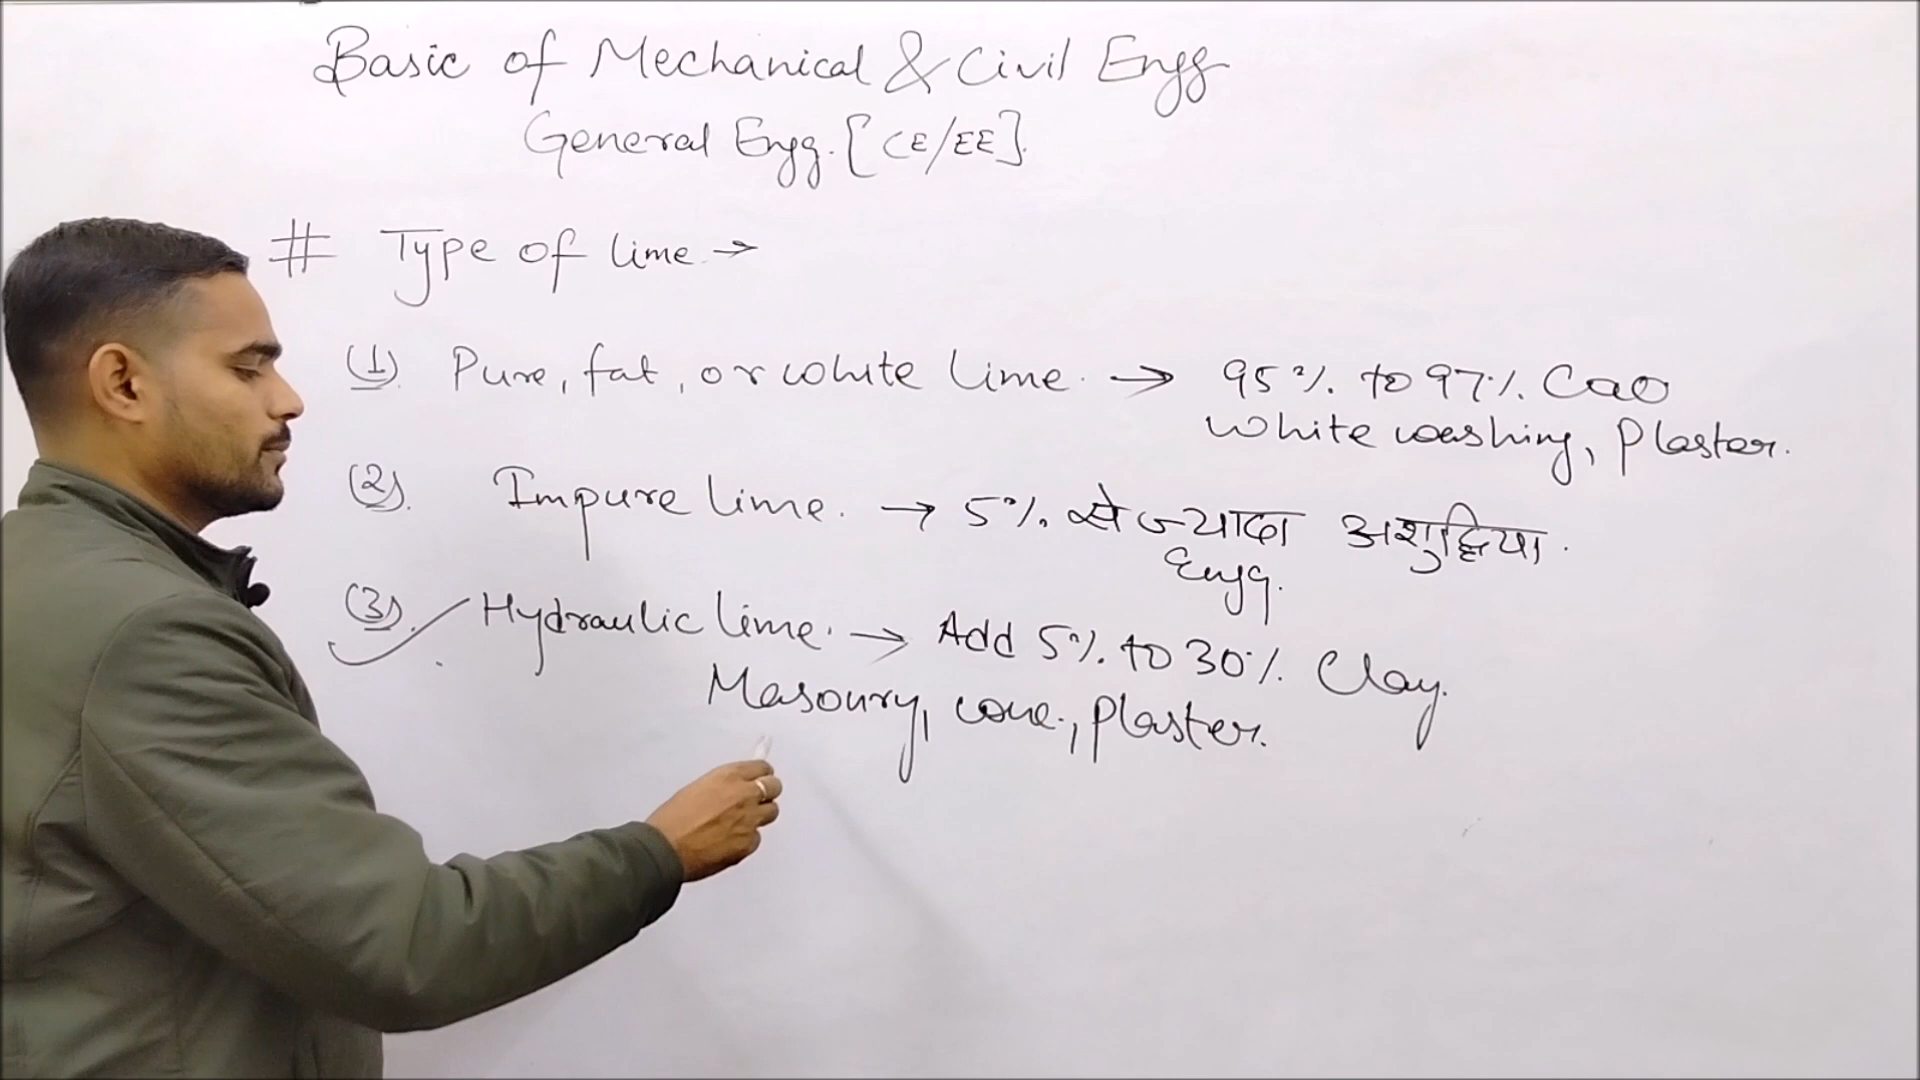 Basic of Mechanical & Civil Engg
General Engg. [CE/EE].
# Type of lime →
(1) Pure, fat, or white lime. → 95% to 97% CaO
white washing, Plaster.
(2). Impure lime. → 5% से ज्यादा अशुद्धिया.
Engg.
(3). Hydraulic lime. → Add 5% to 30% Clay.
Masonry, conc., Plaster.